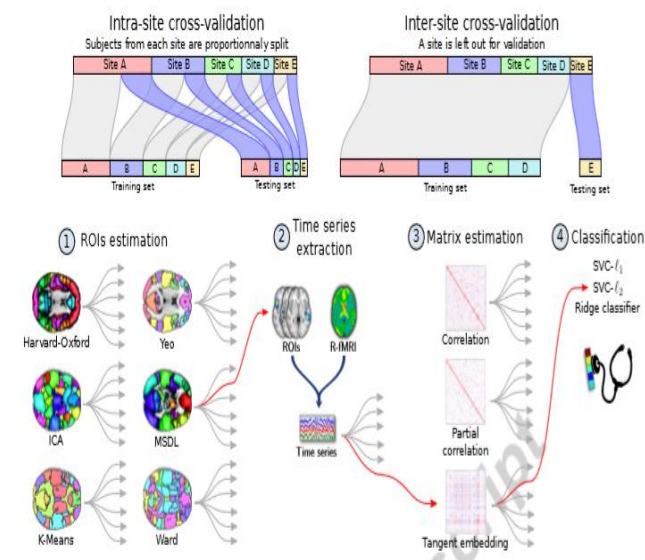 Intra-site cross-validation
Subjects from each site are proportionnaly split
Site A Site B Site C Site D Site E
A B C D E
Training set
A B C D E
Testing set
Inter-site cross-validation
A site is left out for validation
Site A Site B Site C Site D Site E
A B C D
Training set
E
Testing set
1 ROIs estimation
Harvard-Oxford
Yeo
ICA
MSDL
K-Means
Ward
2 Time series
extraction
ROIs
R-fMRI
Time series
3 Matrix estimation
Correlation
Partial
correlation
Tangent embedding
4 Classification
SVC-ℓ1
SVC-ℓ2
Ridge classifier
script